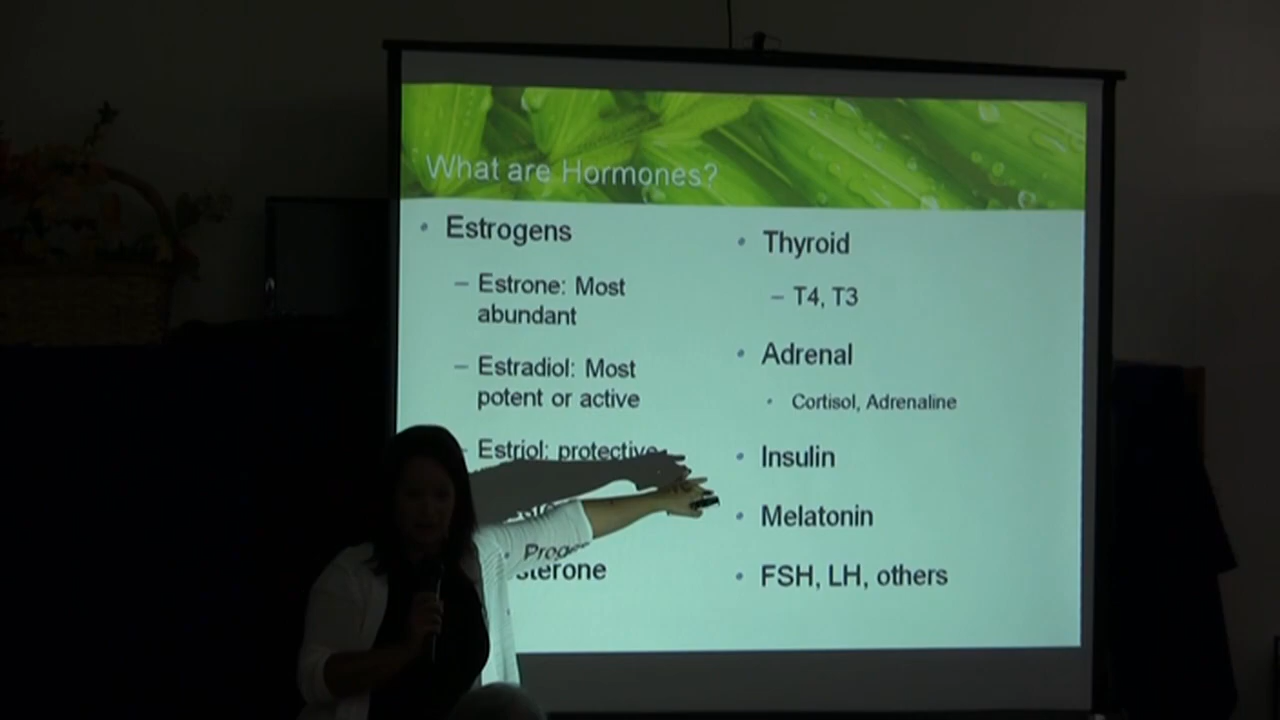 What are Hormones?
• Estrogens
– Estrone: Most
abundant
– Estradiol: Most
potent or active
- Estriol: protective
sterone
• Thyroid
– T4, T3
• Adrenal
• Cortisol, Adrenaline
• Insulin
• Melatonin
• FSH, LH, others